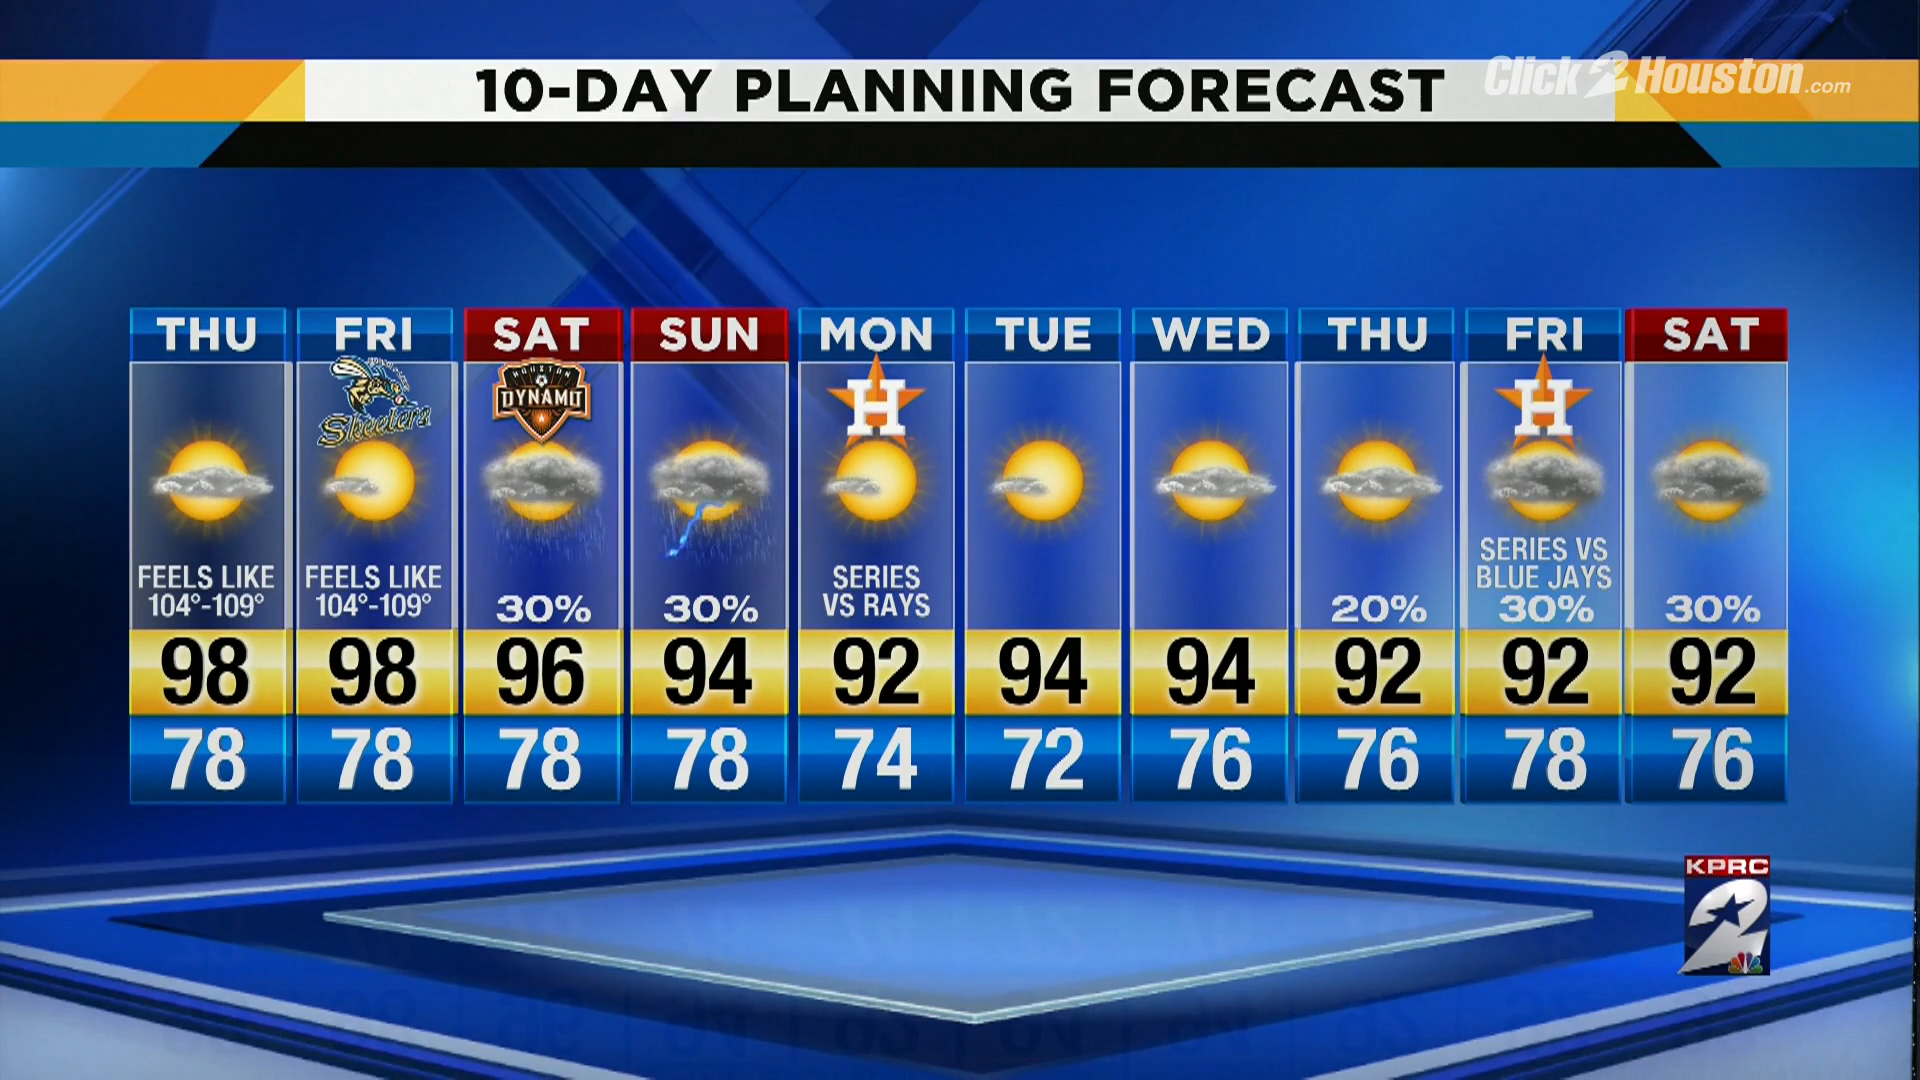 10-DAY PLANNING FORECAST
Click2Houston.com
THU FRI SAT SUN MON TUE WED THU FRI SAT
Skeeters
HOUSTON
DYNAMO
H
H
FEELS LIKE
104°-109°
FEELS LIKE
104°-109°
30%
30%
SERIES
VS RAYS
20%
SERIES VS
BLUE JAYS
30%
30%
98 98 96 94 92 94 94 92 92 92
78 78 78 78 74 72 76 76 78 76
KPRC
2